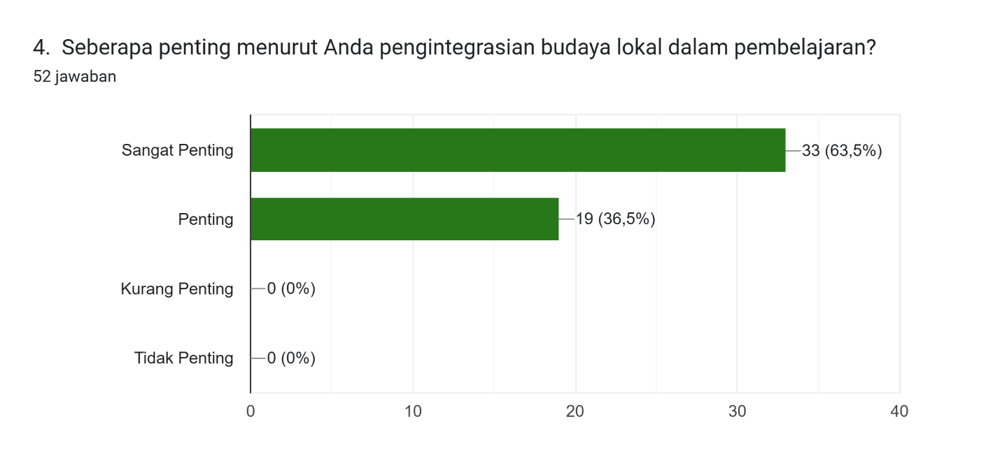 4. Seberapa penting menurut Anda pengintegrasian budaya lokal dalam pembelajaran?
52 jawaban
Sangat Penting 33 (63,5%)
Penting 19 (36,5%)
Kurang Penting 0 (0%)
Tidak Penting 0 (0%)
0 10 20 30 40